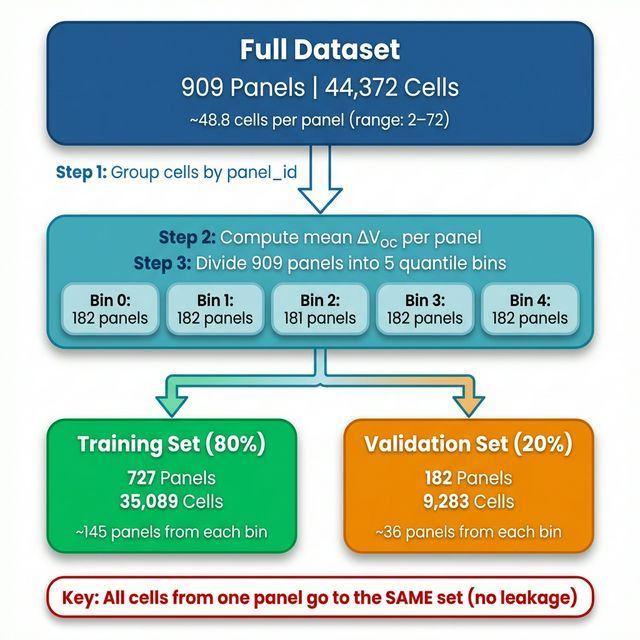 Full Dataset
909 Panels | 44,372 Cells
~48.8 cells per panel (range: 2–72)
Step 1: Group cells by panel_id
Step 2: Compute mean ΔVoc per panel
Step 3: Divide 909 panels into 5 quantile bins
Bin 0:
182 panels
Bin 1:
182 panels
Bin 2:
181 panels
Bin 3:
182 panels
Bin 4:
182 panels
Training Set (80%)
727 Panels
35,089 Cells
~145 panels from each bin
Validation Set (20%)
182 Panels
9,283 Cells
~36 panels from each bin
Key: All cells from one panel go to the SAME set (no leakage)